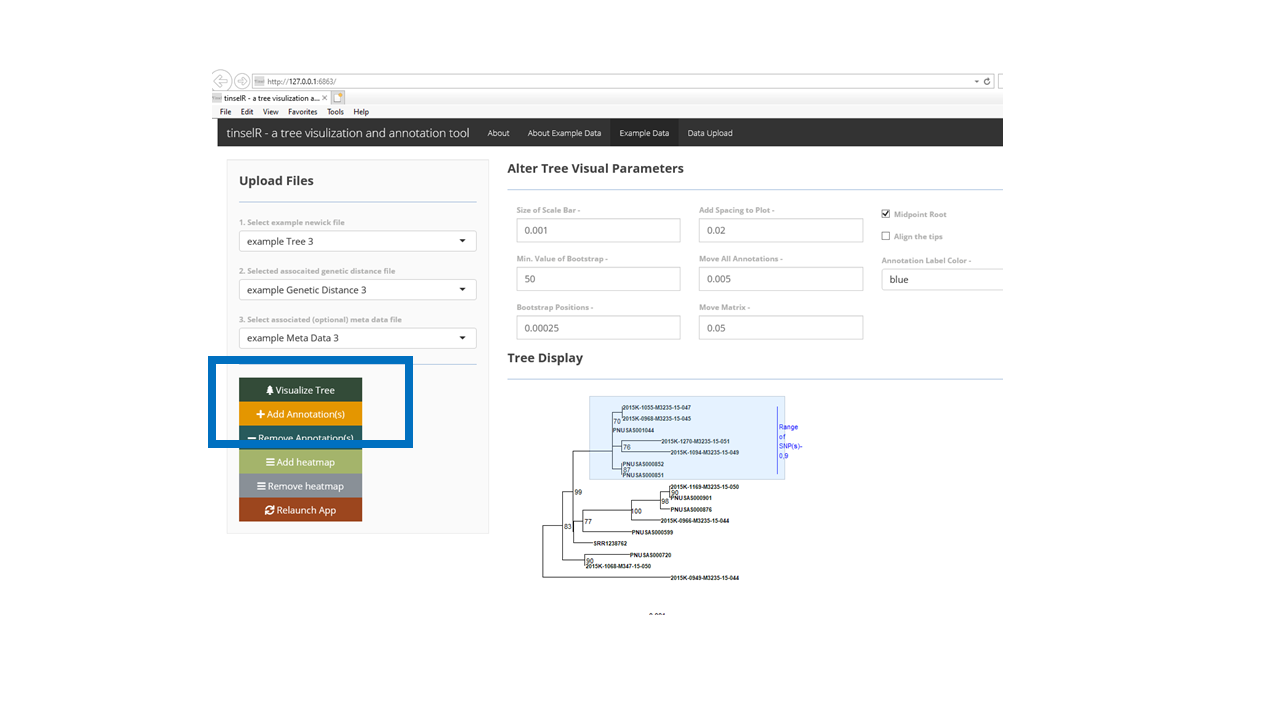 http://127.0.0.1:6863/
tinselR - a tree visulization a...
File Edit View Favorites Tools Help
tinselR - a tree visulization and annotation tool About About Example Data Example Data Data Upload
Upload Files
1. Select example newick file
example Tree 3
2. Selected assocaited genetic distance file
example Genetic Distance 3
3. Select associated (optional) meta data file
example Meta Data 3
Visualize Tree
Add Annotation(s)
Remove Annotation(s)
Add heatmap
Remove heatmap
Relaunch App
Alter Tree Visual Parameters
Size of Scale Bar -
0.001
Add Spacing to Plot -
0.02
Midpoint Root
Align the tips
Min. Value of Bootstrap -
50
Move All Annotations -
0.005
Annotation Label Color -
blue
Bootstrap Positions -
0.00025
Move Matrix -
0.05
Tree Display
2015K-1055-M3235-15-047
70
2015K-0968-M3235-15-045
PNUSAS001044
2015K-1270-M3235-15-051
76
2015K-1094-M3235-15-049
PNUSAS000852
87
PNUSAS000851
Range
of
SNP(s)-
0,9
2015K-1169-M3235-15-050
99
90
PNUSAS000901
98
PNUSAS000876
100
2015K-0966-M3235-15-044
77
83
PNUSAS000599
SRR1238762
PNUSAS000720
90
2015K-1068-M347-15-050
2015K-0949-M3235-15-044